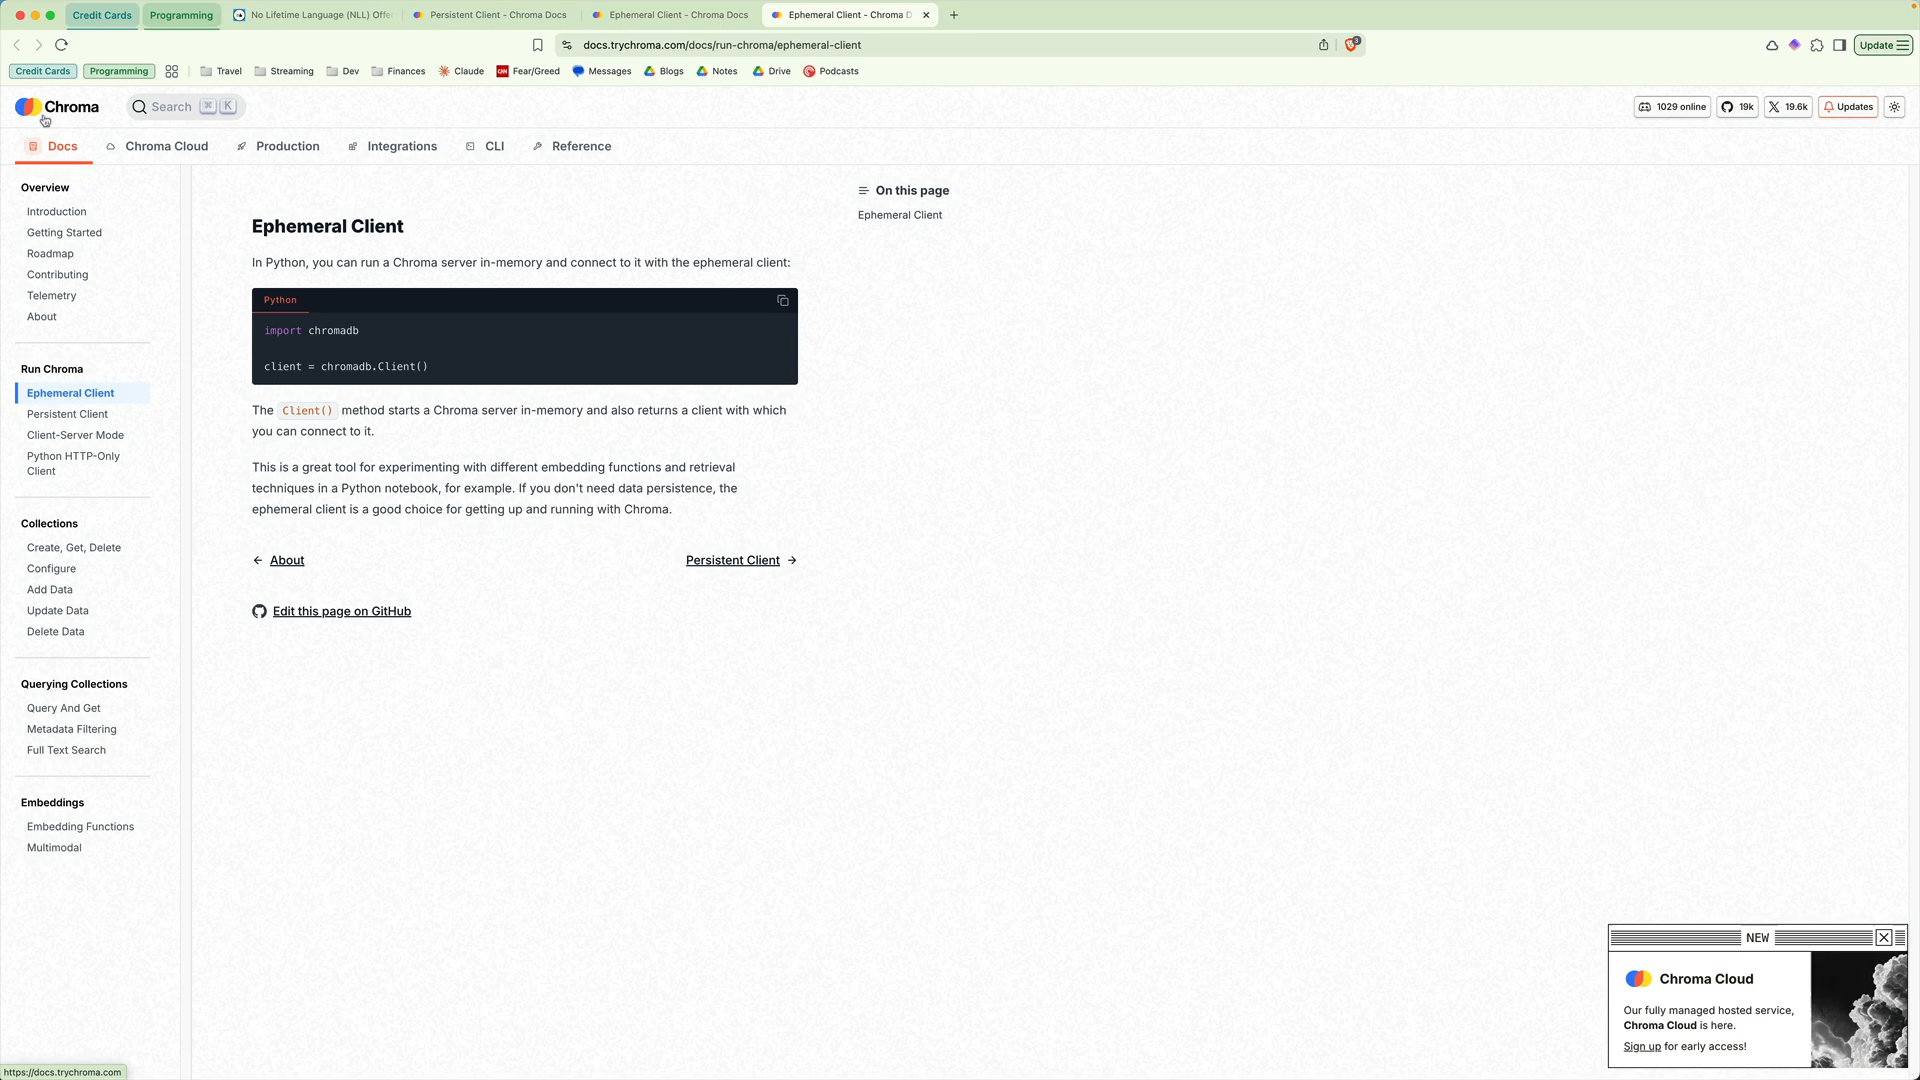 Credit Cards
Programming
No Lifetime Language (NLL) Offe
Persistent Client - Chroma Docs
Ephemeral Client - Chroma Docs
Ephemeral Client - Chroma D
docs.trychroma.com/docs/run-chroma/ephemeral-client
3
Update
Credit Cards
Programming
Travel
Streaming
Dev
Finances
Claude
CNN
Fear/Greed
Messages
Blogs
Notes
Drive
Podcasts
Chroma
Search ⌘ K
1029 online
19k
19.6k
Updates
Docs
Chroma Cloud
Production
Integrations
CLI
Reference
Overview
Introduction
Getting Started
Roadmap
Contributing
Telemetry
About
Run Chroma
Ephemeral Client
Persistent Client
Client-Server Mode
Python HTTP-Only
Client
Collections
Create, Get, Delete
Configure
Add Data
Update Data
Delete Data
Querying Collections
Query And Get
Metadata Filtering
Full Text Search
Embeddings
Embedding Functions
Multimodal
Ephemeral Client
In Python, you can run a Chroma server in-memory and connect to it with the ephemeral client:
Python
import chromadb
client = chromadb.Client()
The Client() method starts a Chroma server in-memory and also returns a client with which
you can connect to it.
This is a great tool for experimenting with different embedding functions and retrieval
techniques in a Python notebook, for example. If you don't need data persistence, the
ephemeral client is a good choice for getting up and running with Chroma.
← About
Persistent Client →
Edit this page on GitHub
On this page
Ephemeral Client
NEW
Chroma Cloud
Our fully managed hosted service,
Chroma Cloud is here.
Sign up for early access!
https://docs.trychroma.com